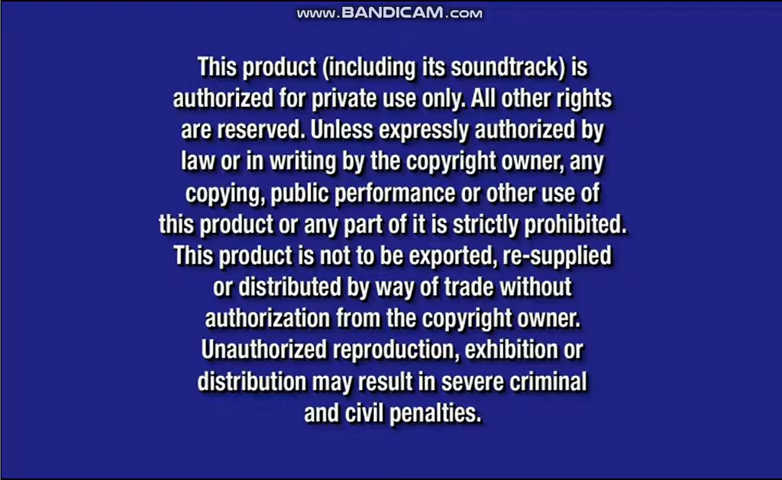 www.BANDICAM.com
This product (including its soundtrack) is
authorized for private use only. All other rights
are reserved. Unless expressly authorized by
law or in writing by the copyright owner, any
copying, public performance or other use of
this product or any part of it is strictly prohibited.
This product is not to be exported, re-supplied
or distributed by way of trade without
authorization from the copyright owner.
Unauthorized reproduction, exhibition or
distribution may result in severe criminal
and civil penalties.